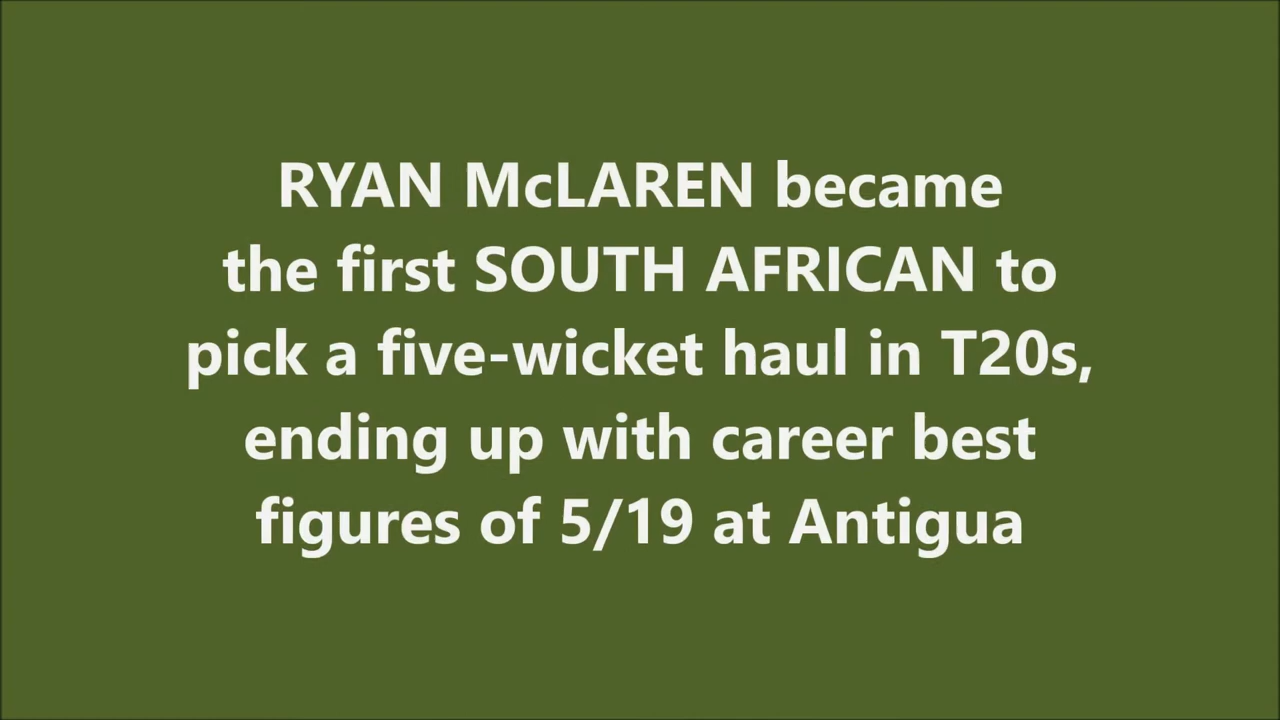 RYAN McLAREN became
the first SOUTH AFRICAN to
pick a five-wicket haul in T20s,
ending up with career best
figures of 5/19 at Antigua